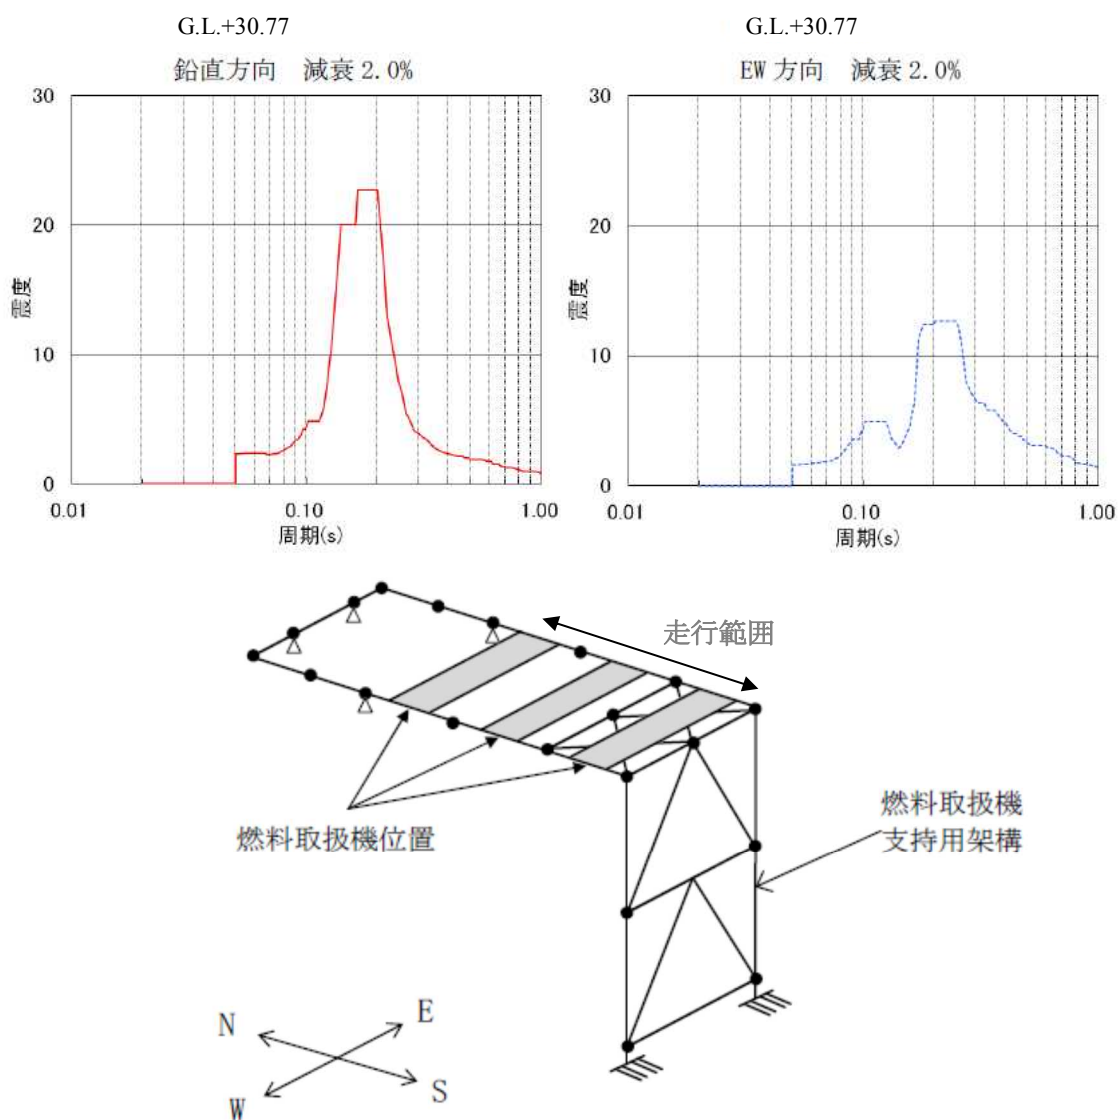 G.L.+30.77
鉛直方向 減衰 2.0%
30
20
10
0
震度
0.01
0.10
1.00
周期(s)
G.L.+30.77
EW 方向 減衰 2.0%
30
20
10
0
震度
0.01
0.10
1.00
周期(s)
走行範囲
燃料取扱機位置
燃料取扱機
支持用架構
N
E
W
S